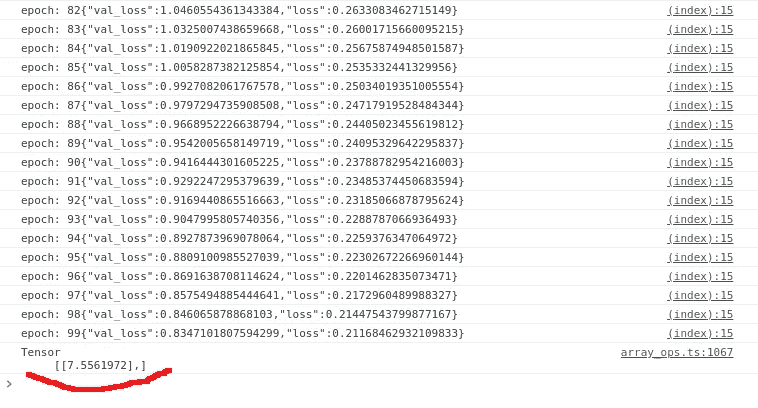 epoch: 82{"val_loss":1.0460554361343384,"loss":0.2633083462715149} (index):15
epoch: 83{"val_loss":1.0325007438659668,"loss":0.26001715660095215} (index):15
epoch: 84{"val_loss":1.0190922021865845,"loss":0.25675874948501587} (index):15
epoch: 85{"val_loss":1.0058287382125854,"loss":0.2535332441329956} (index):15
epoch: 86{"val_loss":0.9927082061767578,"loss":0.25034019351005554} (index):15
epoch: 87{"val_loss":0.9797294735908508,"loss":0.24717919528484344} (index):15
epoch: 88{"val_loss":0.9668952226638794,"loss":0.24405023455619812} (index):15
epoch: 89{"val_loss":0.9542005658149719,"loss":0.24095329642295837} (index):15
epoch: 90{"val_loss":0.9416444301605225,"loss":0.23788782954216003} (index):15
epoch: 91{"val_loss":0.9292247295379639,"loss":0.23485374450683594} (index):15
epoch: 92{"val_loss":0.9169440865516663,"loss":0.23185066878795624} (index):15
epoch: 93{"val_loss":0.9047995805740356,"loss":0.2288787066936493} (index):15
epoch: 94{"val_loss":0.8927873969078064,"loss":0.2259376347064972} (index):15
epoch: 95{"val_loss":0.8809100985527039,"loss":0.22302672266960144} (index):15
epoch: 96{"val_loss":0.8691638708114624,"loss":0.2201462835073471} (index):15
epoch: 97{"val_loss":0.8575494885444641,"loss":0.2172960489988327} (index):15
epoch: 98{"val_loss":0.846065878868103,"loss":0.21447543799877167} (index):15
epoch: 99{"val_loss":0.8347101807594299,"loss":0.21168462932109833} (index):15
Tensor array_ops.ts:1067
[[7.5561972],]